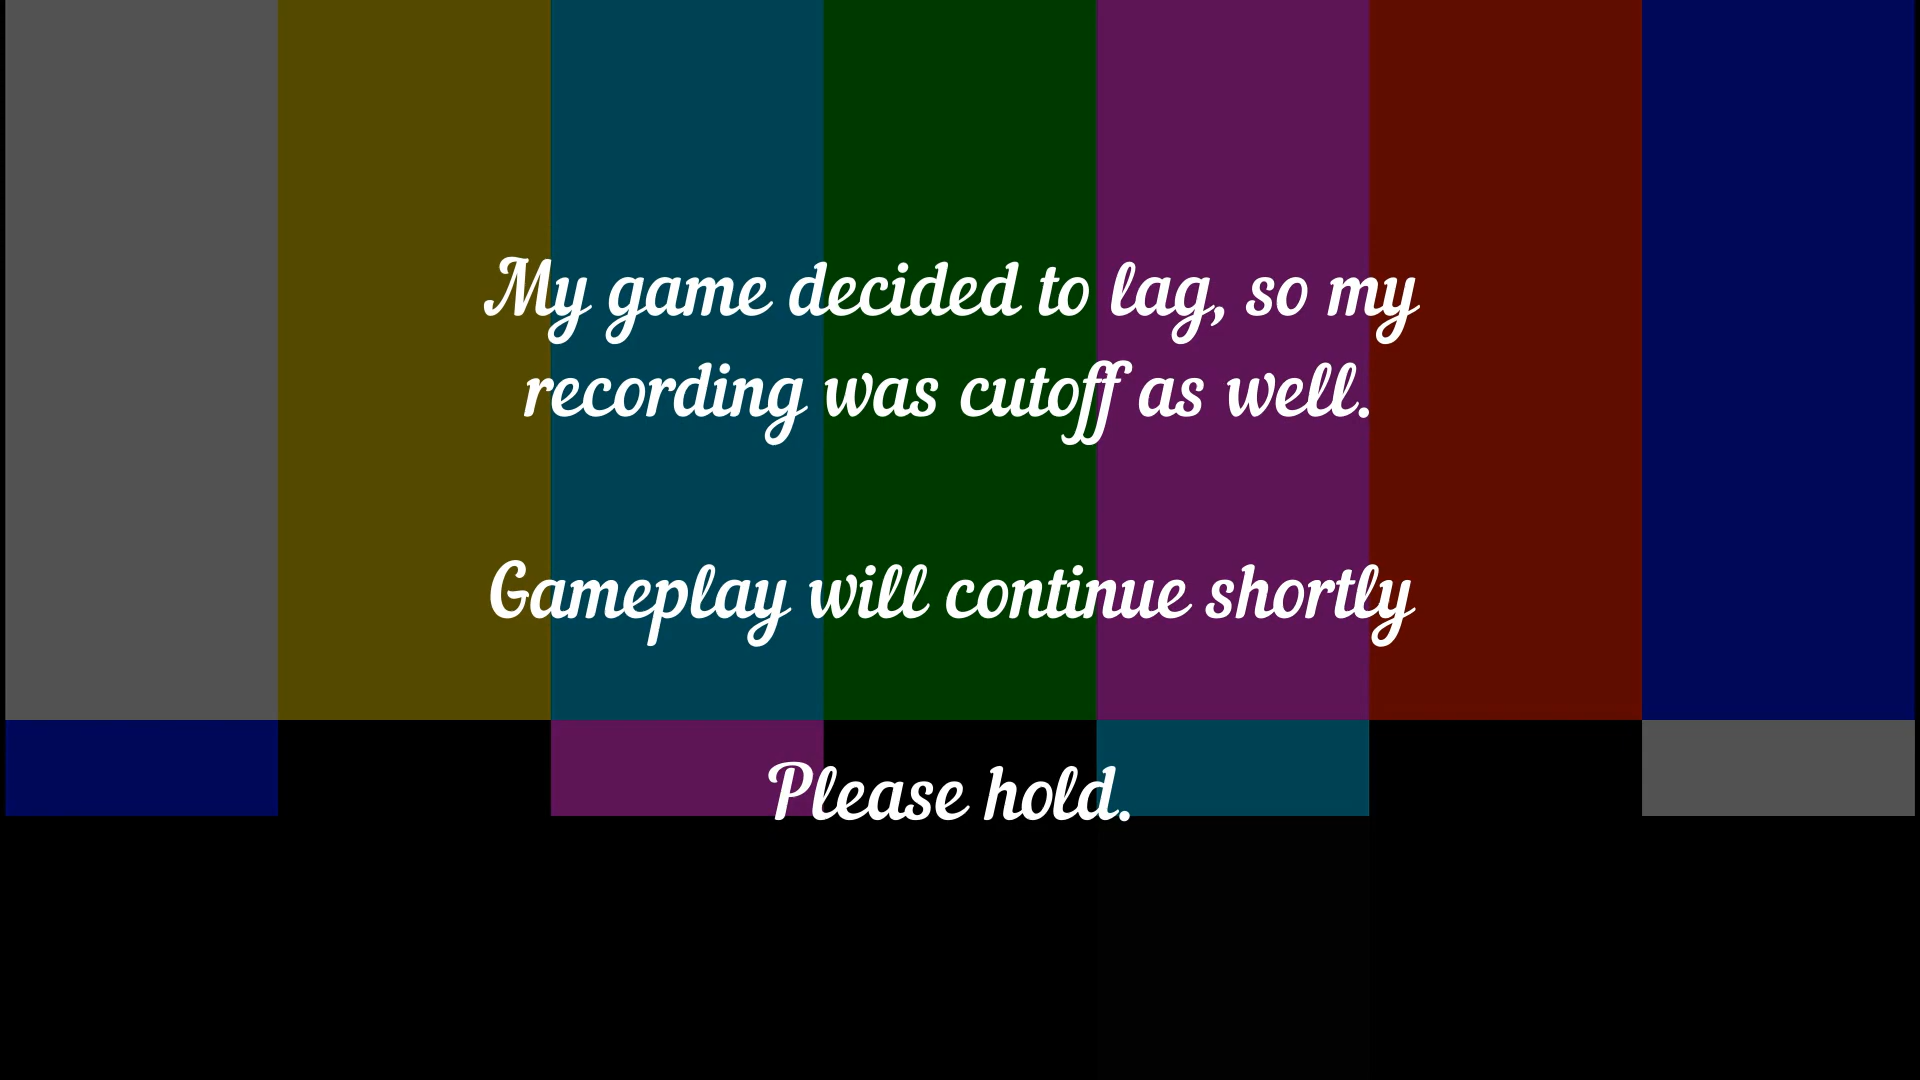 My game decided to lag, so my
recording was cutoff as well.
Gameplay will continue shortly
Please hold.